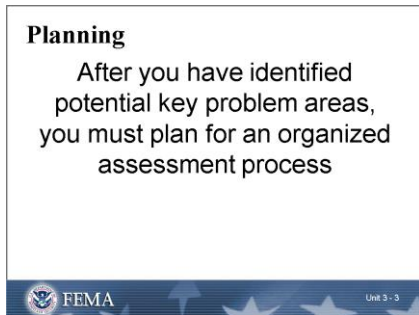 Planning
After you have identified
potential key problem areas,
you must plan for an organized
assessment process
FEMA
Unit 3 - 3